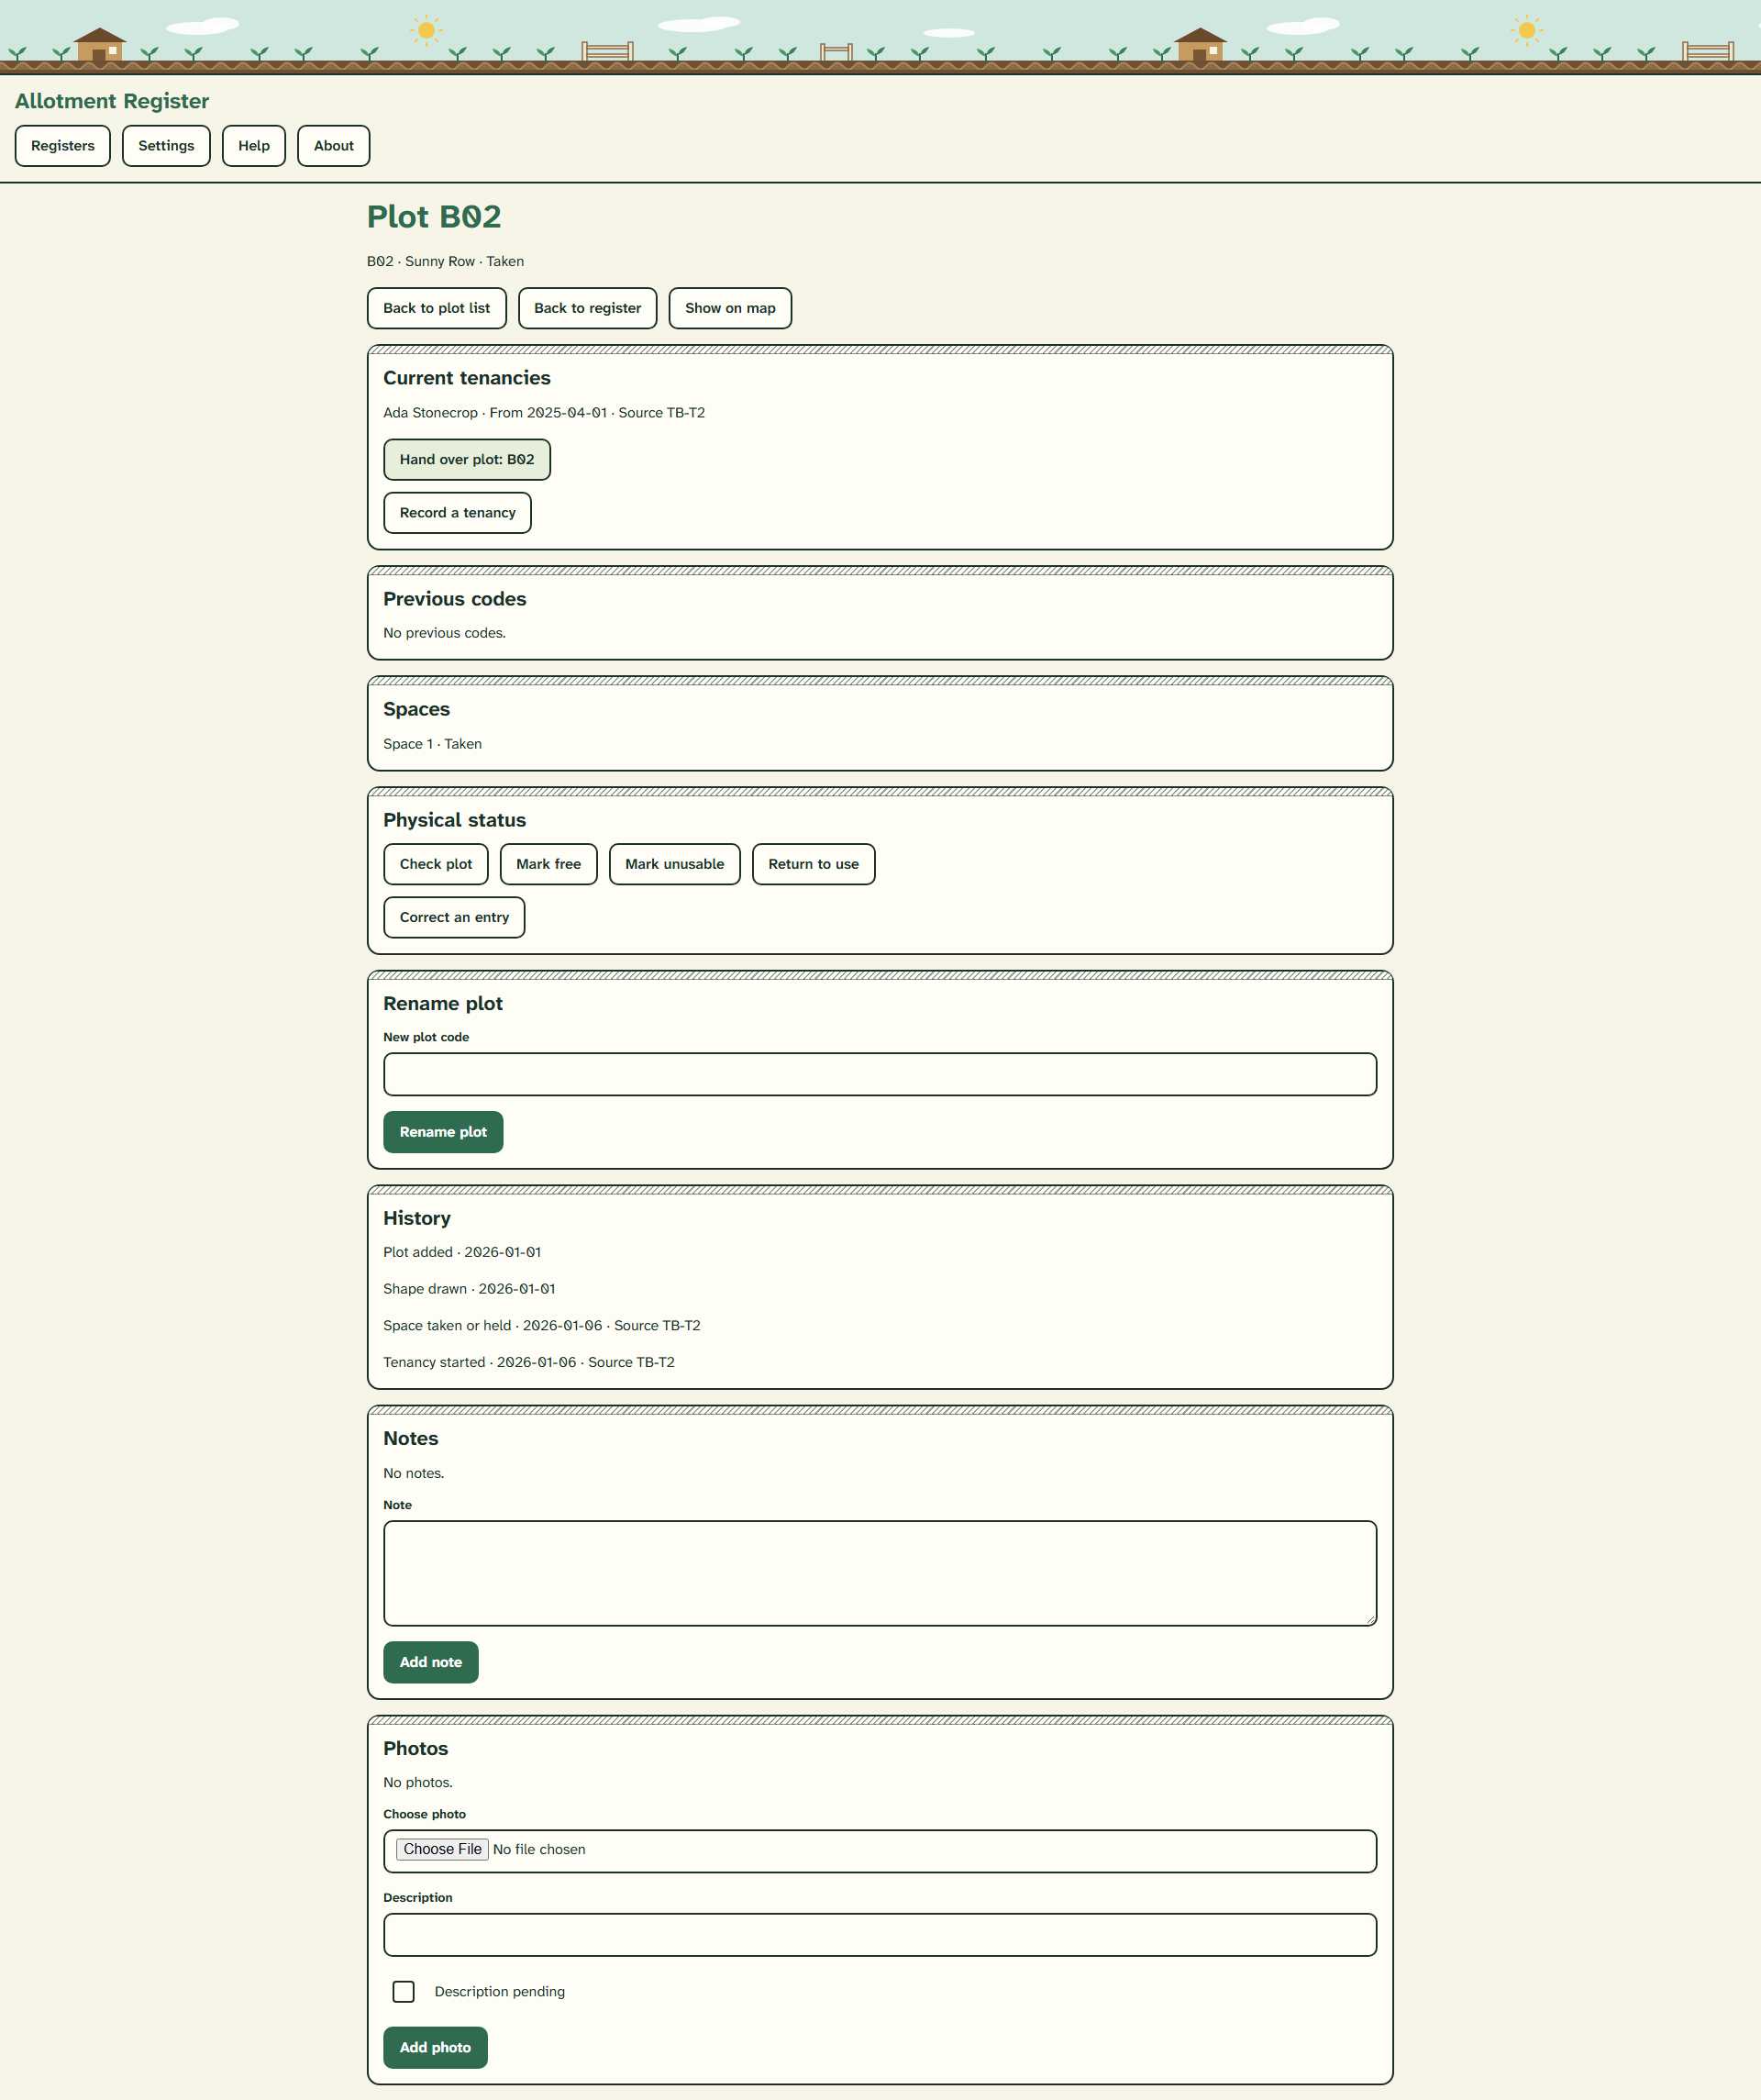 Allotment Register
Registers Settings Help About
Plot B02
B02 · Sunny Row · Taken
Back to plot list Back to register Show on map
Current tenancies
Ada Stonecrop · From 2025-04-01 · Source TB-T2
Hand over plot: B02
Record a tenancy
Previous codes
No previous codes.
Spaces
Space 1 · Taken
Physical status
Check plot Mark free Mark unusable Return to use
Correct an entry
Rename plot
New plot code
Rename plot
History
Plot added · 2026-01-01
Shape drawn · 2026-01-01
Space taken or held · 2026-01-06 · Source TB-T2
Tenancy started · 2026-01-06 · Source TB-T2
Notes
No notes.
Note
Add note
Photos
No photos.
Choose photo
Choose File No file chosen
Description
Description pending
Add photo